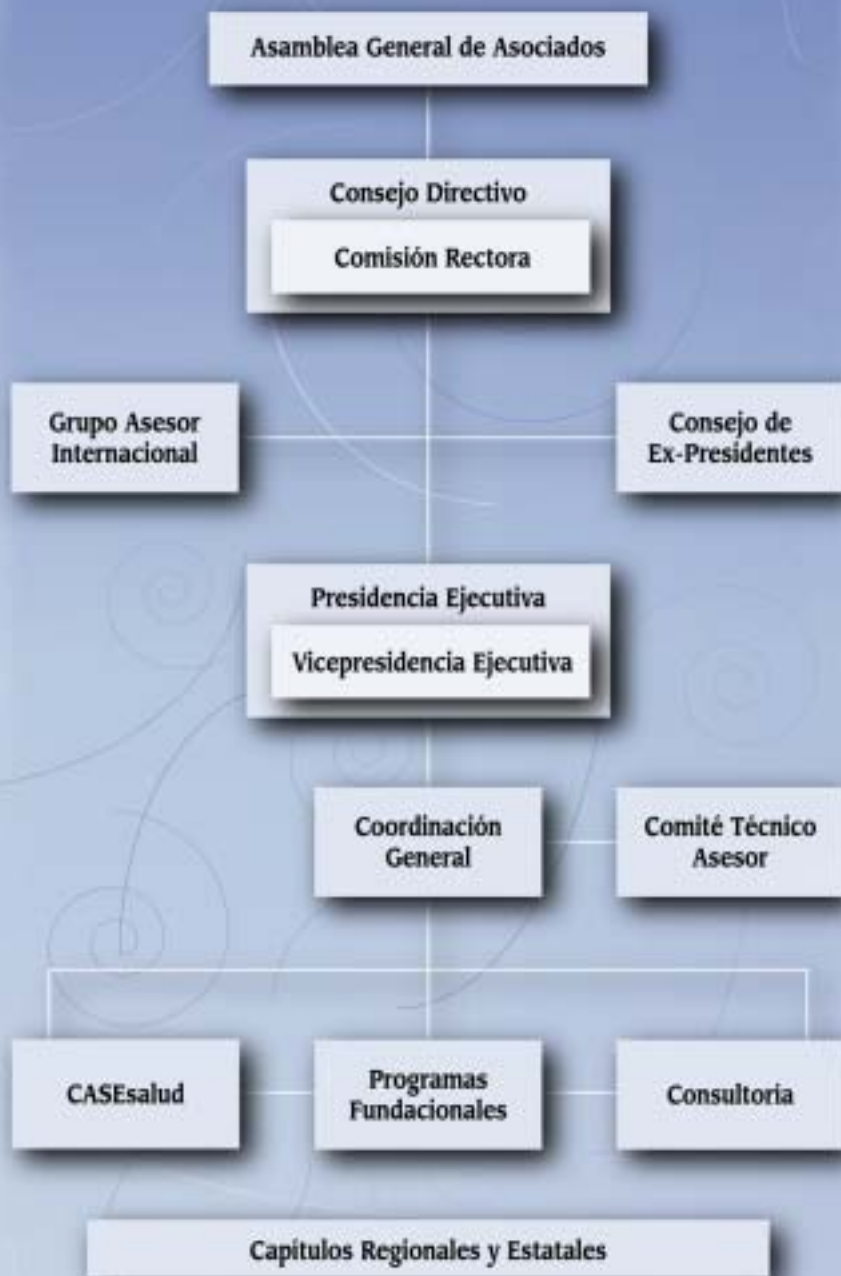 Asamblea General de Asociados
Consejo Directivo
Comisión Rectora
Grupo Asesor
Internacional
Consejo de
Ex-Presidentes
Presidencia Ejecutiva
Vicepresidencia Ejecutiva
Coordinación
General
Comité Técnico
Asesor
CASEsalud
Programas
Fundacionales
Consultoría
Capítulos Regionales y Estatales